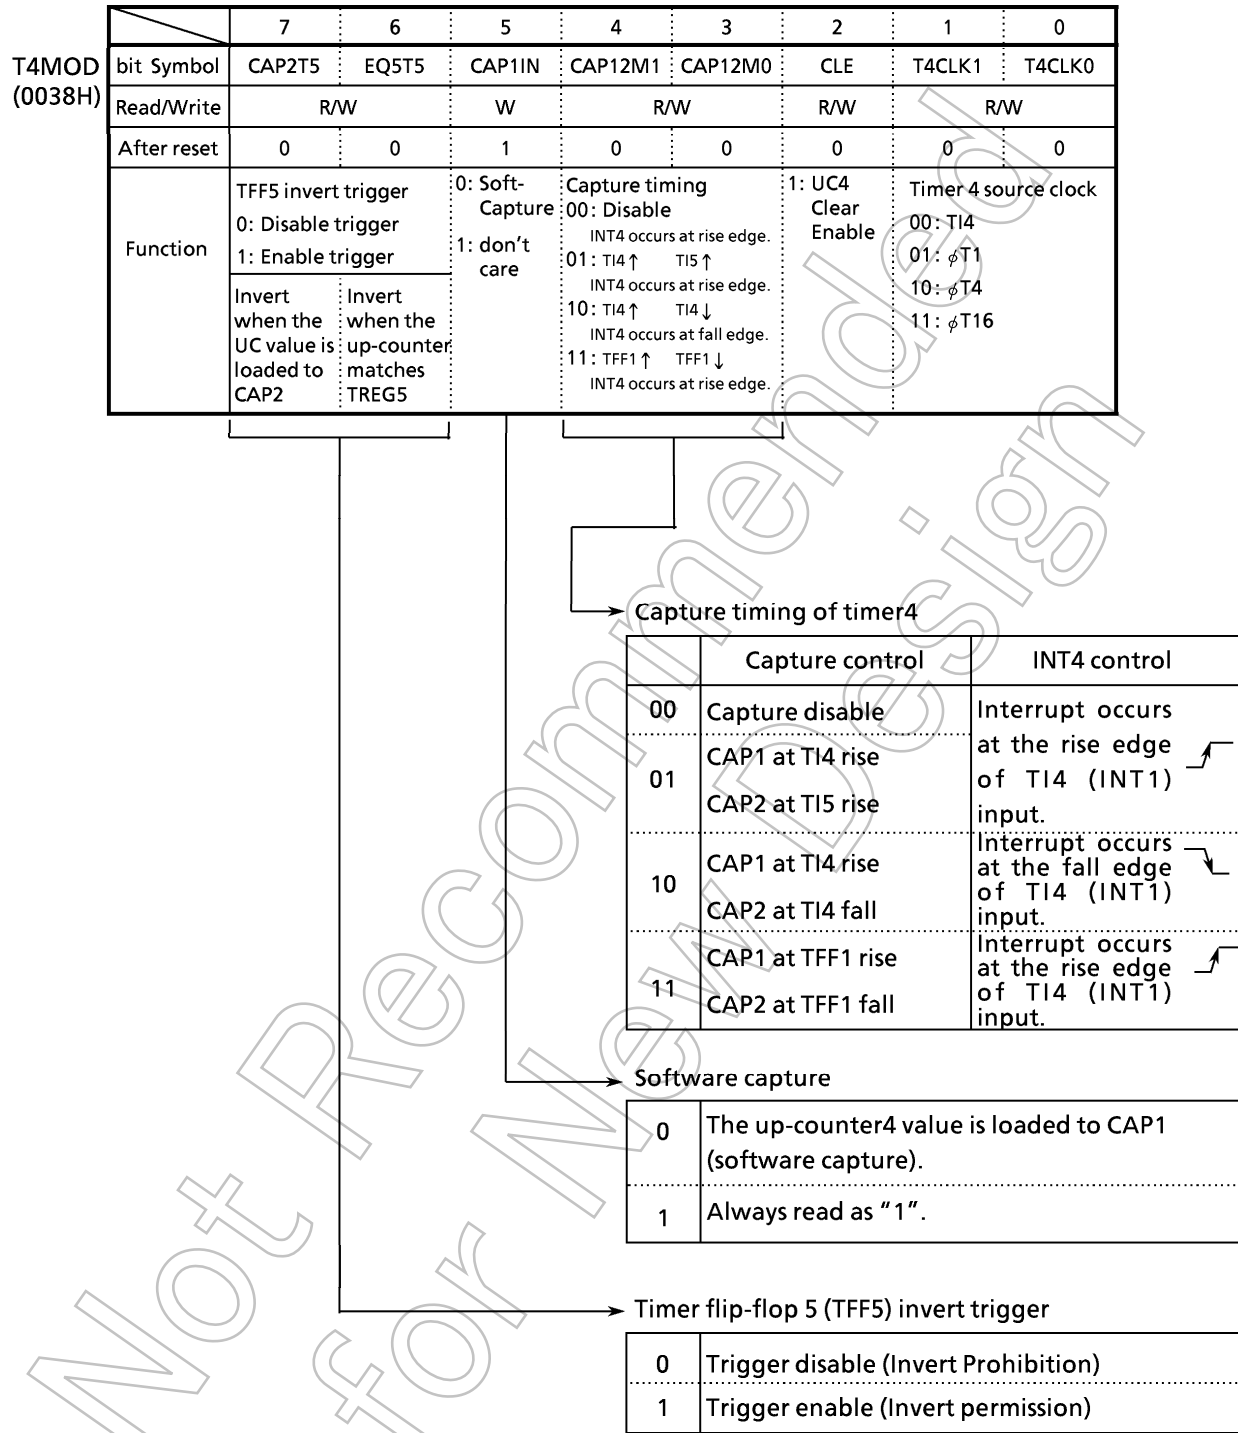 7 6 5 4 3 2 1 0
T4MOD
(0038H)
bit Symbol CAP2T5 EQ5T5 CAP1IN CAP12M1 CAP12M0 CLE T4CLK1 T4CLK0
Read/Write R/W W R/W R/W R/W
After reset 0 0 1 0 0 0 0 0
Function
TFF5 invert trigger
0: Disable trigger
1: Enable trigger
Invert
when the
UC value is
loaded to
CAP2
Invert
when the
up-counter
matches
TREG5
0: Soft-
Capture
1: don't
care
Capture timing
00: Disable
INT4 occurs at rise edge.
01: TI4↑ TI5↑
INT4 occurs at rise edge.
10: TI4↑ TI4↓
INT4 occurs at fall edge.
11: TFF1↑ TFF1↓
INT4 occurs at rise edge.
1: UC4
Clear
Enable
Timer 4 source clock
00: TI4
01: ϕT1
10: ϕT4
11: ϕT16
Capture timing of timer4
Capture control INT4 control
00 Capture disable
01 CAP1 at TI4 rise
CAP2 at TI5 rise
Interrupt occurs
at the rise edge
of TI4 (INT1)
input.
10 CAP1 at TI4 rise
CAP2 at TI4 fall
Interrupt occurs
at the fall edge
of TI4 (INT1)
input.
11 CAP1 at TFF1 rise
CAP2 at TFF1 fall
Interrupt occurs
at the rise edge
of TI4 (INT1)
input.
Software capture
0 The up-counter4 value is loaded to CAP1
(software capture).
1 Always read as "1".
Timer flip-flop 5 (TFF5) invert trigger
0 Trigger disable (Invert Prohibition)
1 Trigger enable (Invert permission)
Not Recommended
for New Design